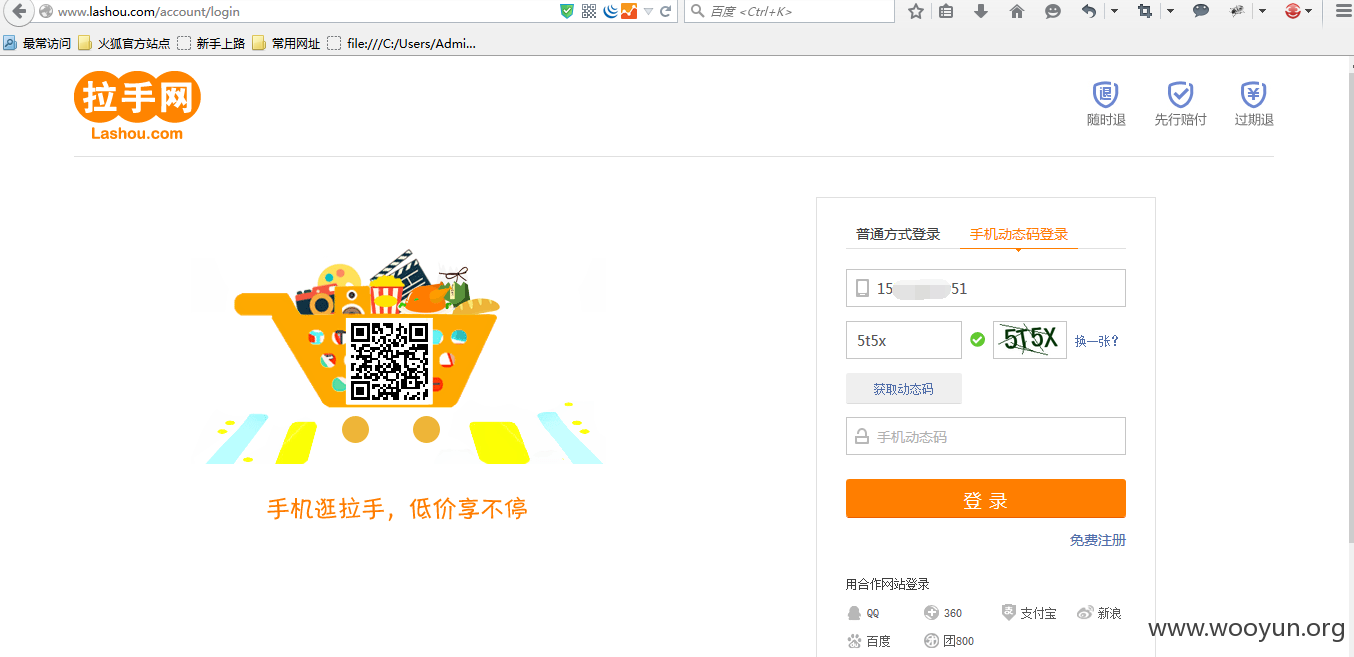 www.lashou.com/account/login
百度 <Ctrl+K>
最常访问 火狐官方站点 新手上路 常用网址 file:///C:/Users/Admi...
拉手网
Lashou.com
退 ¥
随时退 先行赔付 过期退
普通方式登录 手机动态码登录
15 51
5t5x 5T5X 换一张?
获取动态码
手机动态码
登 录
免费注册
手机逛拉手，低价享不停
用合作网站登录
QQ 360 支付宝 新浪
百度 团800
www.wooyun.org